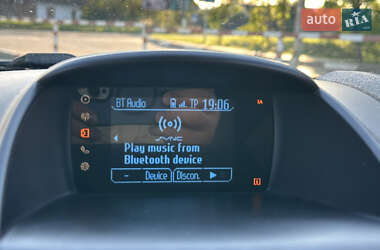 AUTO RIA
BT Audio TP 19:06
SYNC
Play music from
Bluetooth device
- Device Discon.